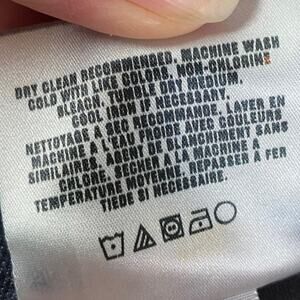 DRY CLEAN RECOMMENDED, MACHINE WASH
COLD WITH LIKE COLORS, NON-CHLORINE
BLEACH, TUMBLE DRY MEDIUM,
COOL IRON IF NECESSARY.
NETTOYAGE A SEC RECOMMANDE, LAVER EN
MACHINE A L'EAU FROIDE AVEC COULEURS
SIMILAIRES, AGENT DE BLANCHIMENT SANS
CHLORE, SECHER A LA MACHINE A
TEMPERATURE MOYENNE, REPASSER A FER
TIEDE SI NECESSAIRE.